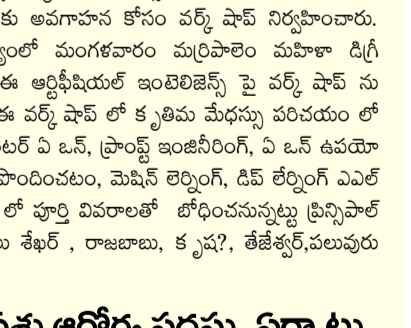 కు అవగాహన కోసం వర్క్ షాప్ నిర్వహించారు.
ంలో మంగళవారం మర్రిపాలెం మహిళా డిగ్రీ
ఈ ఆర్టిఫిషియల్ ఇంటెలిజెన్స్ పై వర్క్ షాప్ ను
ఈ వర్క్ షాప్ లో కృతిమ మేధస్సు పరిచయం లో
టర్ ఏ ఒన్, ప్రాంప్ట్ ఇంజినీరింగ్, ఏ ఒన్ ఉపయో
పొందించటం, మెషిన్ లెర్నింగ్, డిప్ లేర్నింగ్ ఎఎల్
లో పూర్తి వివరాలతో బోధించనున్నట్టు ప్రిన్సిపాల్
శేఖర్ , రాజబాబు, కృష?, తేజేశ్వర్,పలువురు